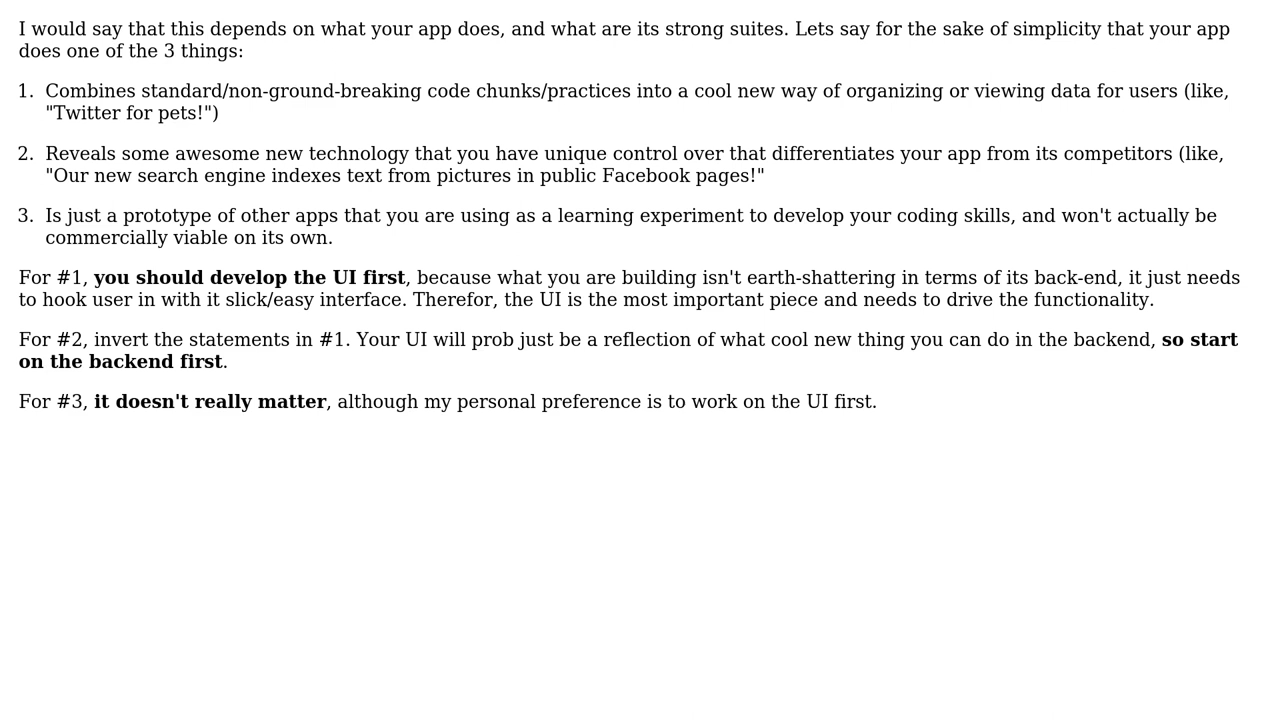 I would say that this depends on what your app does, and what are its strong suites. Lets say for the sake of simplicity that your app
does one of the 3 things:
1. Combines standard/non-ground-breaking code chunks/practices into a cool new way of organizing or viewing data for users (like,
"Twitter for pets!")
2. Reveals some awesome new technology that you have unique control over that differentiates your app from its competitors (like,
"Our new search engine indexes text from pictures in public Facebook pages!"
3. Is just a prototype of other apps that you are using as a learning experiment to develop your coding skills, and won't actually be
commercially viable on its own.
For #1, you should develop the UI first, because what you are building isn't earth-shattering in terms of its back-end, it just needs
to hook user in with it slick/easy interface. Therefor, the UI is the most important piece and needs to drive the functionality.
For #2, invert the statements in #1. Your UI will prob just be a reflection of what cool new thing you can do in the backend, so start
on the backend first.
For #3, it doesn't really matter, although my personal preference is to work on the UI first.